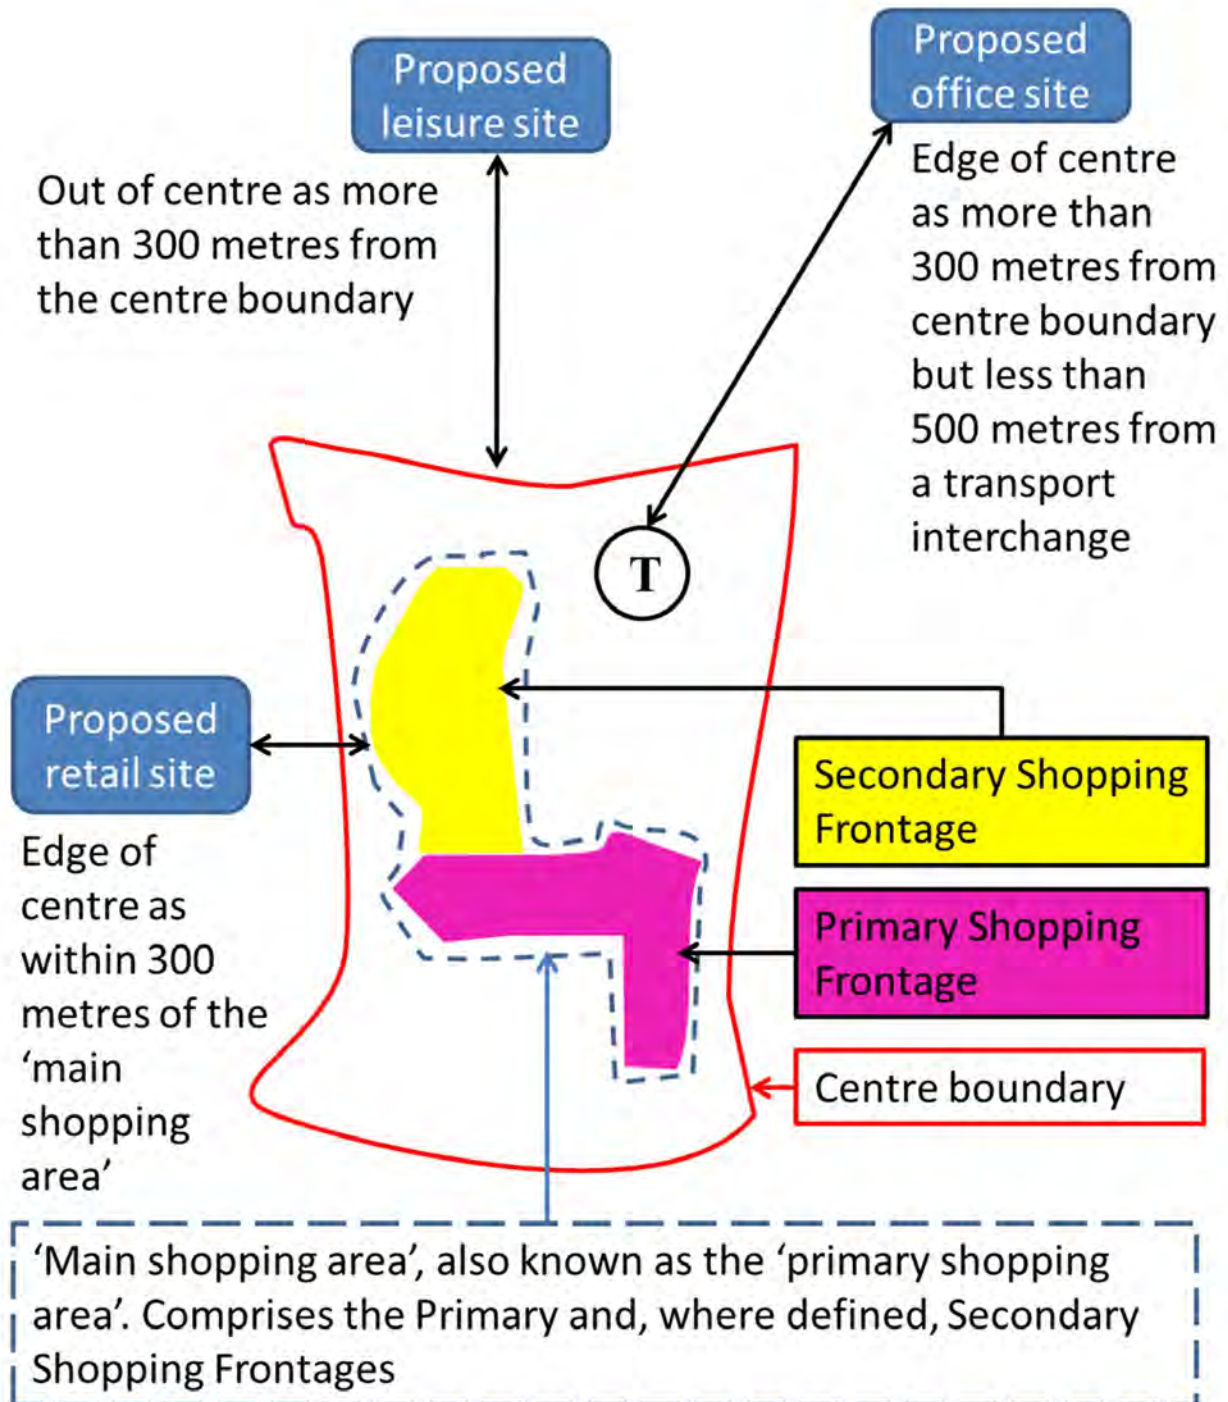 Proposed
leisure site
Proposed
office site
Out of centre as more
than 300 metres from
the centre boundary
Edge of centre
as more than
300 metres from
centre boundary
but less than
500 metres from
a transport
interchange
T
Proposed
retail site
Edge of
centre as
within 300
metres of the
‘main
shopping
area’
Secondary Shopping
Frontage
Primary Shopping
Frontage
Centre boundary
‘Main shopping area’, also known as the ‘primary shopping
area’. Comprises the Primary and, where defined, Secondary
Shopping Frontages